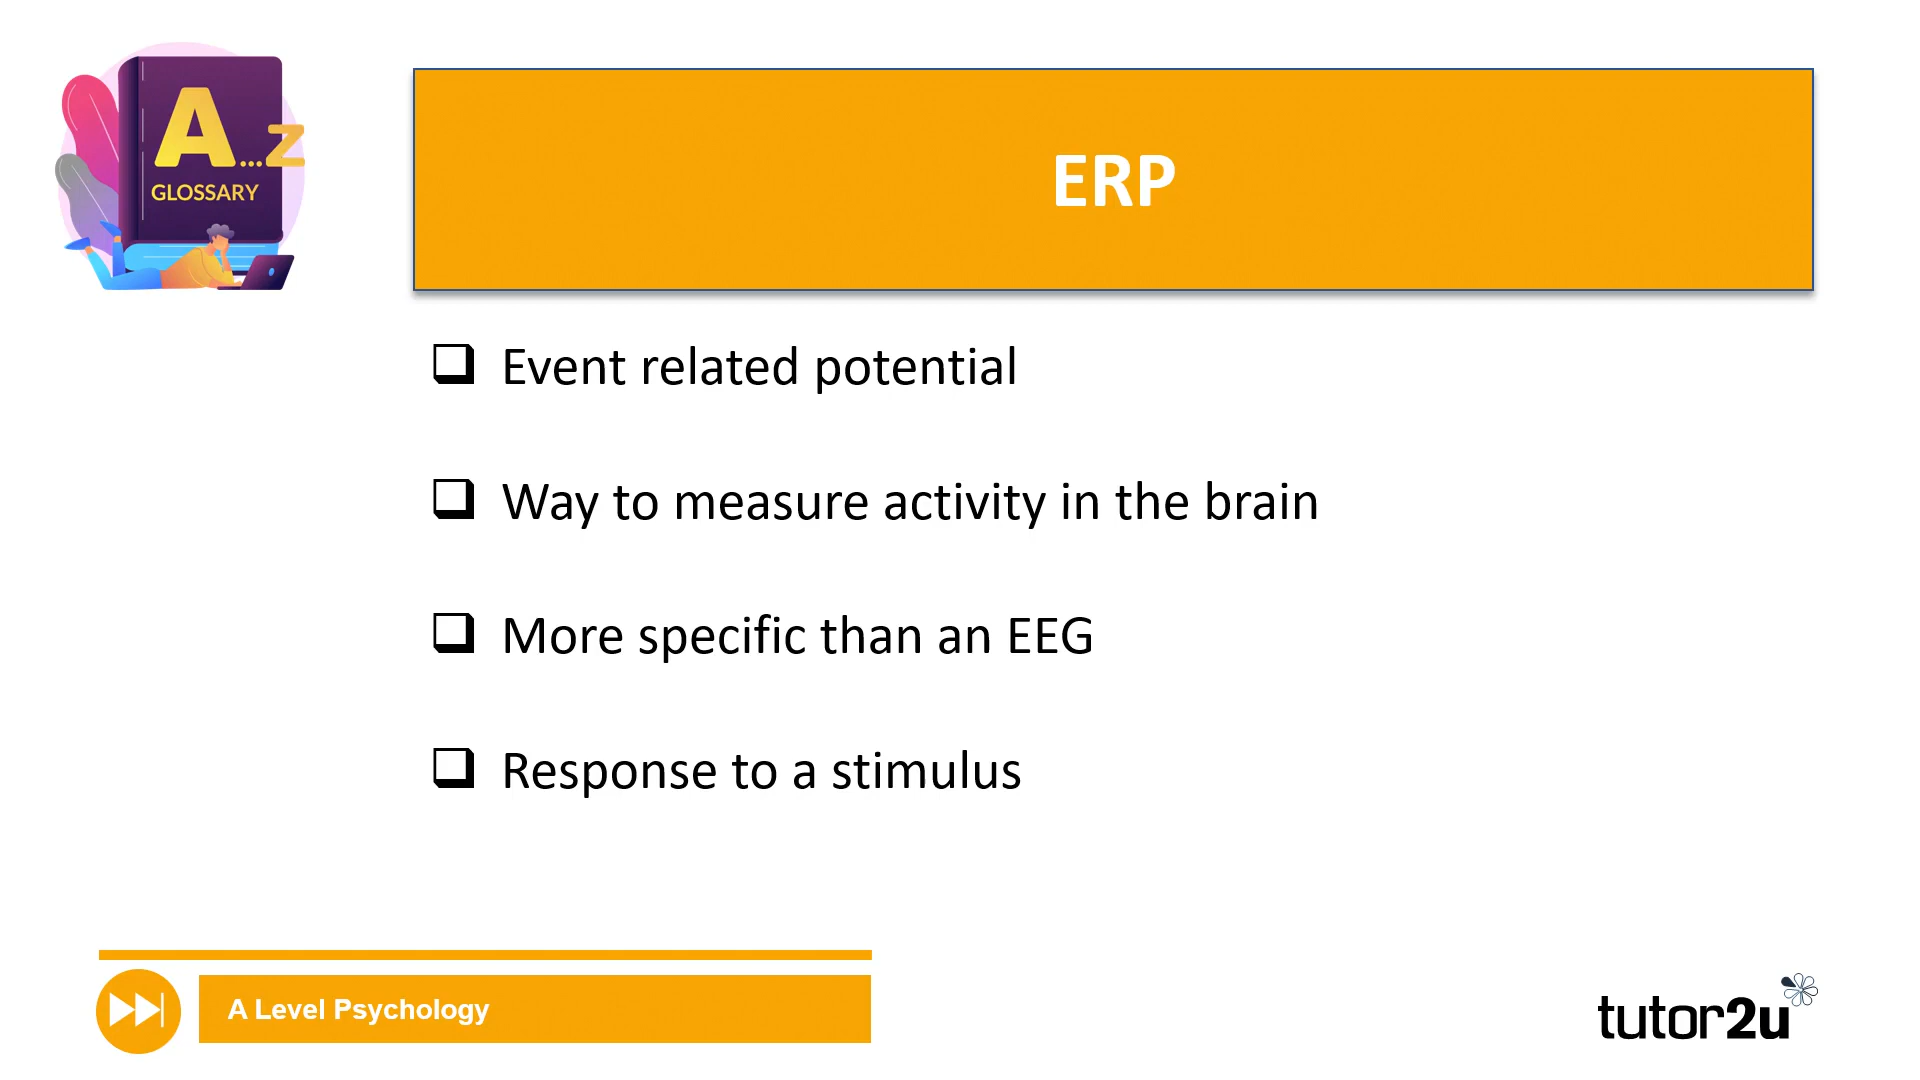 A...Z
GLOSSARY
ERP
Event related potential
Way to measure activity in the brain
More specific than an EEG
Response to a stimulus
A Level Psychology
tutor2u